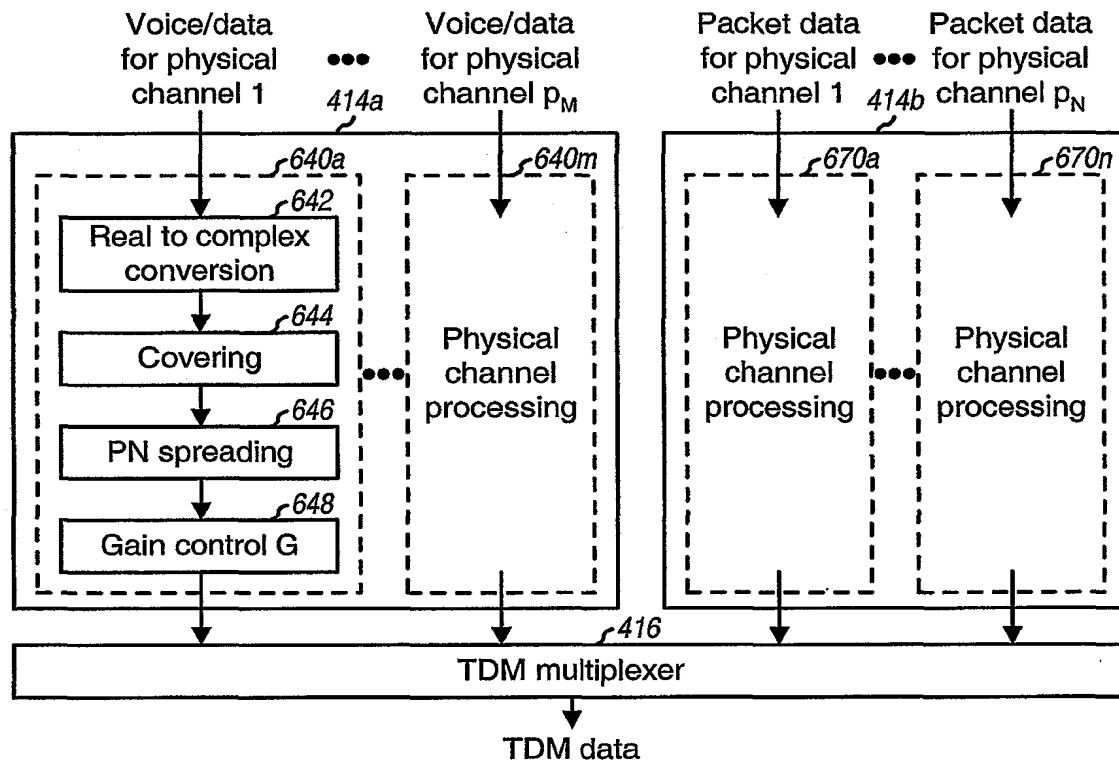 Voice/data
for physical
channel 1
•••
Voice/data
for physical
channel pM
Packet data
for physical
channel 1
•••
Packet data
for physical
channel pN
414a
414b
640a
640m
670a
670n
642
Real to complex
conversion
644
Covering
646
PN spreading
648
Gain control G
•••
Physical
channel
processing
Physical
channel
processing
•••
Physical
channel
processing
416
TDM multiplexer
TDM data